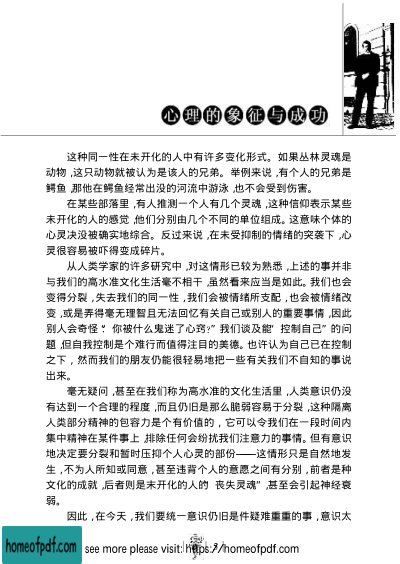 心理的象征与成功
这种同一性在未开化的人中有许多变化形式。如果丛林灵魂是
动物,这只动物就被认为是该人的兄弟。举例来说,有个人的兄弟是
鳄鱼,那他在鳄鱼经常出没的河流中游泳,也不会受到伤害。
在某些部落里,有人推测一个人有几个灵魂,这种信仰表示某些
未开化的人的感觉,他们分别由几个不同的单位组成。这意味个体的
心灵决没被确实地综合。反过来说,在未受抑制的情绪的突袭下,心
灵很容易被吓得变成碎片。
从人类学家的许多研究中,对这情形已较为熟悉,上述的事并非
与我们的高水准文化生活毫不相干,虽然看来应当是如此。我们也会
变得分裂,失去我们的同一性,我们会被情绪所支配,也会被情绪改
变,或是弄得毫无理智且无法回忆有关自己或别人的重要事情,因此
别人会奇怪:“你被什么鬼迷了心窍?”我们谈及能“控制自己”的问
题,但自我控制是个难行而值得注目的美德。也许认为自己已在控制
之下,然而我们的朋友仍能很轻易地把一些有关我们不自知的事说
出来。
毫无疑问,甚至在我们称为高水准的文化生活里,人类意识仍没
有达到一个合理的程度,而且仍旧是那么脆弱容易于分裂,这种隔离
人类部分精神的包容力是个有价值的,它可以令我们在一段时间内
集中精神在某件事上,排除任何会纷扰我们注意力的事情。但有意识
地决定要分裂和暂时压抑个人心灵的部份——这情形只是自然地发
生,不为人所知或同意,甚至违背个人的意愿之间有分别,前者是种
文化的成就,后者则是末开化的人的“丧失灵魂”,甚至会引起神经衰
弱。
因此,在今天,我们要统一意识仍旧是件疑难重重的事,意识太
homeofpdf.com
see more please visit: https://homeofpdf.com